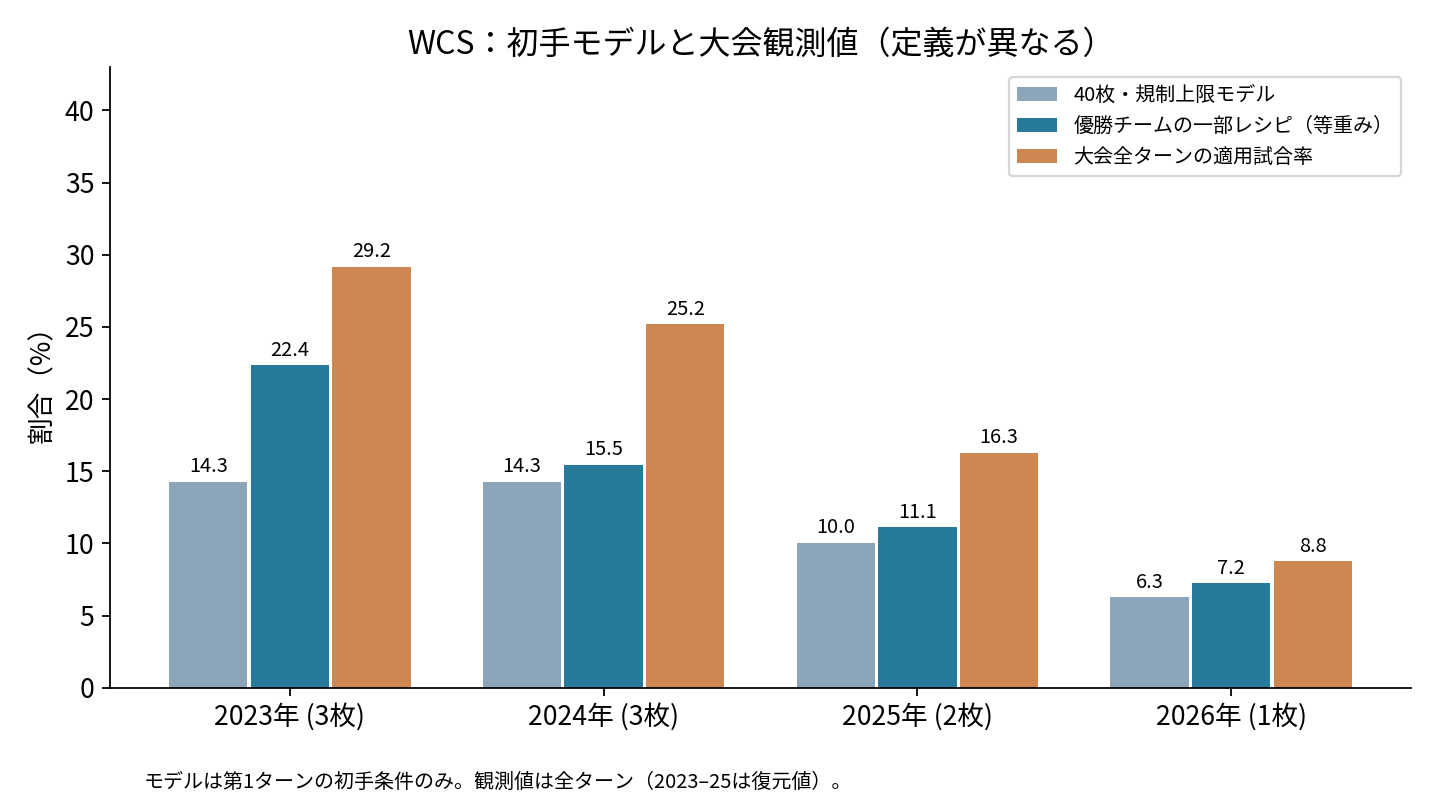 WCS：初手モデルと大会観測値（定義が異なる）
40枚・規制上限モデル
優勝チームの一部レシピ（等重み）
大会全ターンの適用試合率
割合（%）
40
35
30
25
20
15
10
5
0
14.3
22.4
29.2
14.3
15.5
25.2
10.0
11.1
16.3
6.3
7.2
8.8
2023年 (3枚)
2024年 (3枚)
2025年 (2枚)
2026年 (1枚)
モデルは第1ターンの初手条件のみ。観測値は全ターン（2023–25は復元値）。